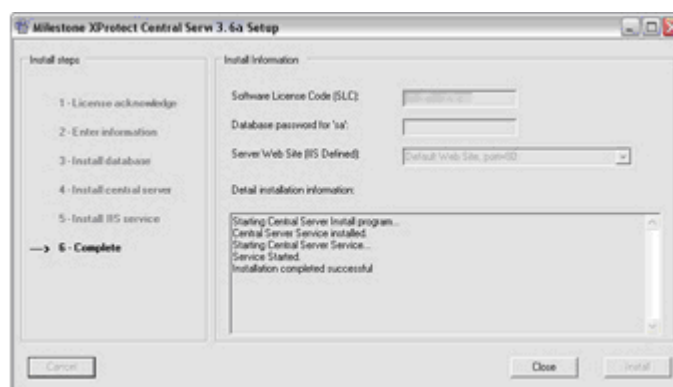 Milestone XProtect Central Serv 3.6a Setup
Install steps
1 - License acknowledge
2 - Enter information
3 - Install database
4 - Install central server
5 - Install IIS service
---> 6 - Complete
Install Information
Software License Code (SLC):
Database password for 'sa':
Server Web Site (IIS Defined):
Default Web Site, port=80
Detail installation information:
Starting Central Server Install program...
Central Server Service installed.
Starting Central Server Service...
Service Started.
Installation completed successful
Cancel
Close
Install